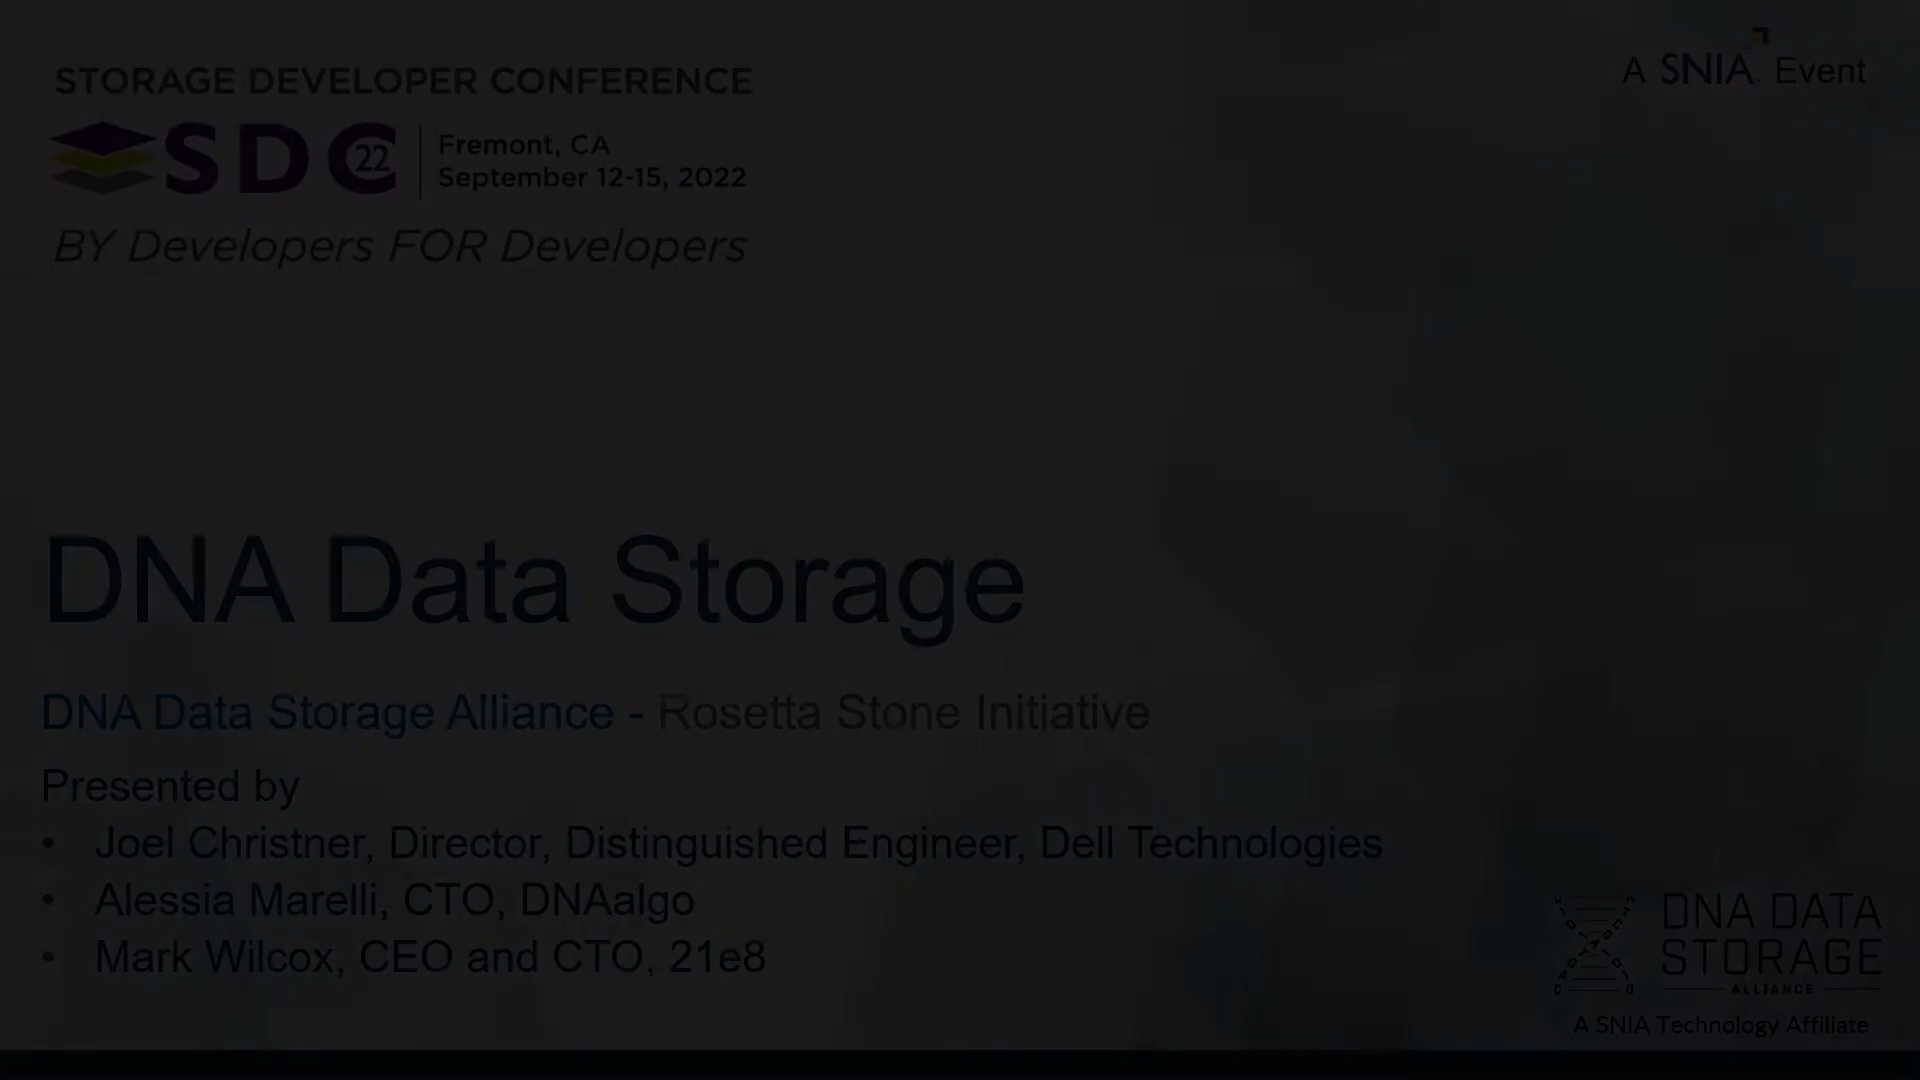 STORAGE DEVELOPER CONFERENCE
A SNIA. Event
SDC 22
Fremont, CA
September 12-15, 2022
BY Developers FOR Developers
DNA Data Storage
DNA Data Storage Alliance - Rosetta Stone Initiative
Presented by
• Joel Christner, Director, Distinguished Engineer, Dell Technologies
• Alessia Marelli, CTO, DNAalgo
• Mark Wilcox, CEO and CTO, 21e8
DNA DATA
STORAGE
ALLIANCE
A SNIA Technology Affiliate